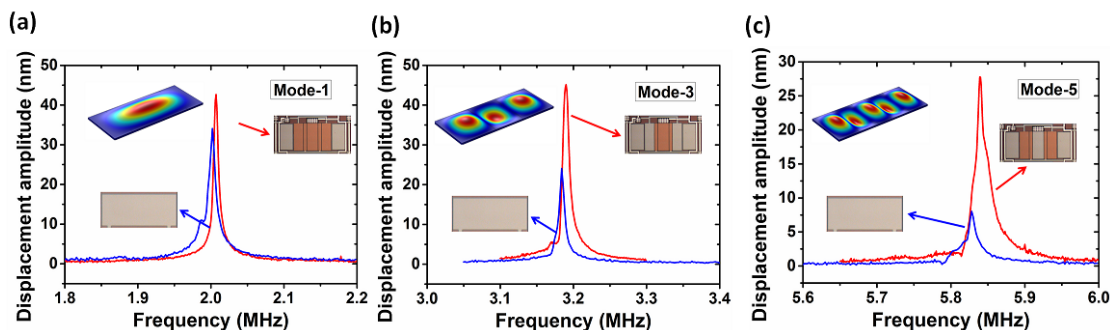 (a)
Displacement amplitude (nm)
50
40
30
20
10
0
Mode-1
1.8 1.9 2.0 2.1 2.2
Frequency (MHz)
(b)
Displacement amplitude (nm)
50
40
30
20
10
0
Mode-3
3.0 3.1 3.2 3.3 3.4
Frequency (MHz)
(c)
Displacement amplitude (nm)
30
25
20
15
10
5
0
Mode-5
5.6 5.7 5.8 5.9 6.0
Frequency (MHz)